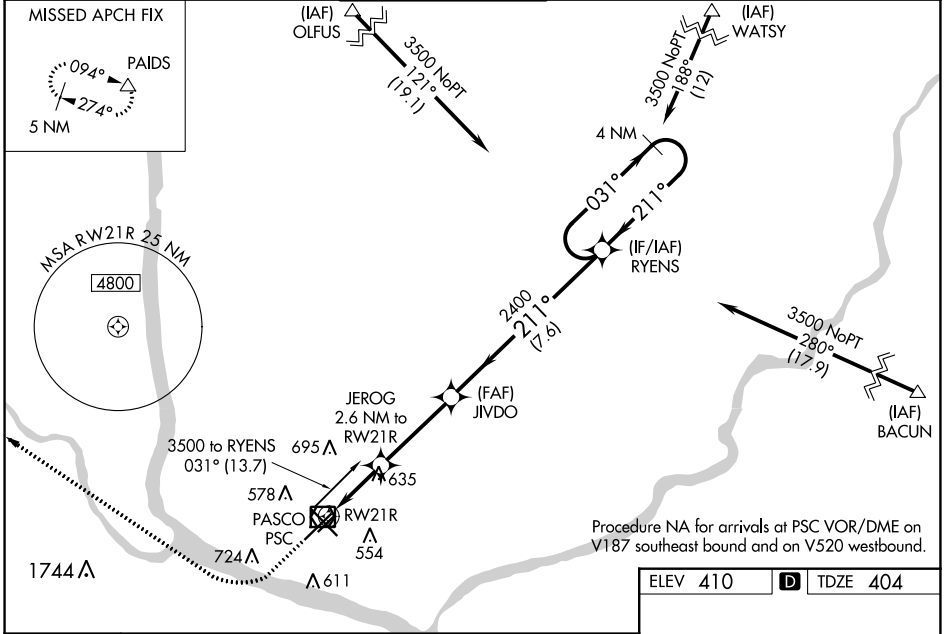 MISSED APCH FIX
094°
PAIDS
274°
5 NM
(IAF)
OLFUS
3500 NoPT
121°
(19.1)
(IAF)
WATSY
3500 NoPT
188°
(12)
4 NM
031°
211°
(IF/IAF)
RYENS
MSA RW21R 25 NM
4800
2400
211°
(7.6)
3500 NoPT
280°
(17.9)
(IAF)
BACUN
(FAF)
JIVDO
JEROG
2.6 NM to
RW21R
3500 to RYENS
031° (13.7)
695
635
578
PASCO
PSC
RW21R
554
724
611
1744
Procedure NA for arrivals at PSC VOR/DME on
V187 southeast bound and on V520 westbound.
ELEV 410 D TDZE 404